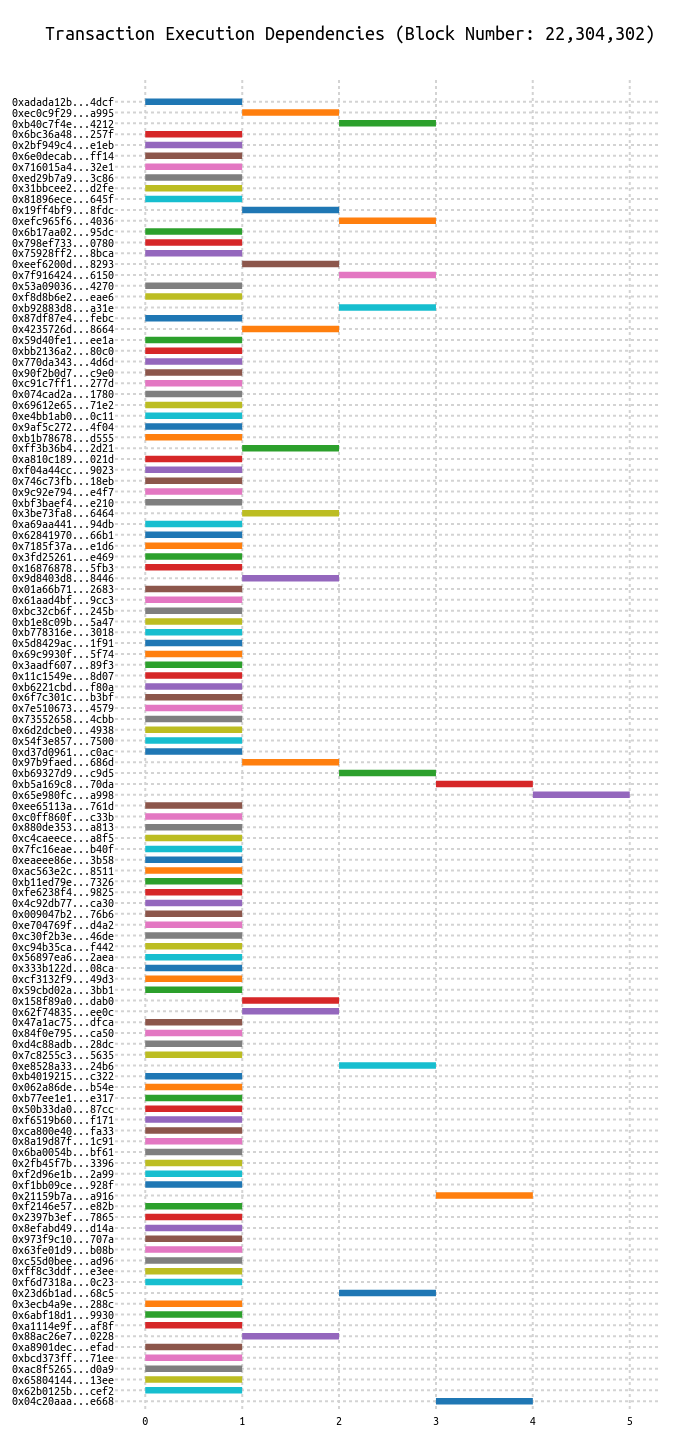 Transaction Execution Dependencies (Block Number: 22,304,302)
0xadada12b...4dcf
0xec0c9f29...a995
0xb40c7f4e...4212
0x6bc36a48...257f
0x2bf949c4...e1eb
0x6e0decab...ff14
0x716015a4...32e1
0xed29b7a9...3c86
0x31bbcee2...d2fe
0x81896ece...645f
0x19ff4bf9...8fdc
0xefc965f6...4036
0x6b17aa02...95dc
0x798ef733...0780
0x75928ff2...8bca
0xeef6200d...8293
0x7f916424...6150
0x53a09036...4270
0xf8d8b6e2...eae6
0xb92883d8...a31e
0x87df87e4...febc
0x4235726d...8664
0x59d40fe1...ee1a
0xbb2136a2...80c0
0x770da343...4d6d
0x90f2b0d7...c9e0
0xc91c7ff1...277d
0x074cad2a...1780
0x69612e65...71e2
0xe4bb1ab0...0c11
0x9af5c272...4f04
0xb1b78678...d555
0xff3b36b4...2d21
0xa810c189...021d
0xf04a44cc...9023
0x746c73fb...18eb
0x9c92e794...e4f7
0xbf3baef4...e210
0x3be73fa8...6464
0xa69aa441...94db
0x62841970...66b1
0x7185f37a...e1d6
0x3fd25261...e469
0x16876878...5fb3
0x9d8403d8...8446
0x01a66b71...2683
0x61aad4bf...9cc3
0xbc32cb6f...245b
0xb1e8c09b...5a47
0xb778316e...3018
0x5d8429ac...1f91
0x69c9930f...5f74
0x3aadf607...89f3
0x11c1549e...8d07
0xb6221cbd...f80a
0x6f7c301c...b3bf
0x7e510673...4579
0x73552658...4cbb
0x6d2dcbe0...4938
0x54f3e857...7500
0xd37d0961...c0ac
0x97b9faed...686d
0xb69327d9...c9d5
0xb5a169c8...70da
0x65e980fc...a998
0xee65113a...761d
0xc0ff860f...c33b
0x880de353...a813
0xc4caeece...a8f5
0x7fc16eae...b40f
0xeaeee86e...3b58
0xac563e2c...8511
0xb11ed79e...7326
0xfe6238f4...9825
0x4c92db77...ca30
0x009047b2...76b6
0xe704769f...d4a2
0xc30f2b3e...46de
0xc94b35ca...f442
0x56897ea6...2aea
0x333b122d...08ca
0xcf3132f9...49d3
0x59cbd02a...3bb1
0x158f89a0...dab0
0x62f74835...ee0c
0x47a1ac75...dfca
0x84f0e795...ca50
0xd4c88adb...28dc
0x7c8255c3...5635
0xe8528a33...24b6
0xb4019215...c322
0x062a86de...b54e
0xb77ee1e1...e317
0x50b33da0...87cc
0xf6519b60...f171
0xca800e40...fa33
0x8a19d87f...1c91
0x6ba0054b...bf61
0x2fb45f7b...3396
0xf2d96e1b...2a99
0xf1bb09ce...928f
0x21159b7a...a916
0xf2146e57...e82b
0x2397b3ef...7865
0x8efabd49...d14a
0x973f9c10...707a
0x63fe01d9...b08b
0xc55d0bee...ad96
0xff8c3ddf...e3ee
0xf6d7318a...0c23
0x23d6b1ad...68c5
0x3ecb4a9e...288c
0x6abf18d1...9930
0xa1114e9f...af8f
0x88ac26e7...0228
0xa8901dec...efad
0xbcd373ff...71ee
0xac8f5265...d0a9
0x65804144...13ee
0x62b0125b...cef2
0x04c20aaa...e668
0 1 2 3 4 5